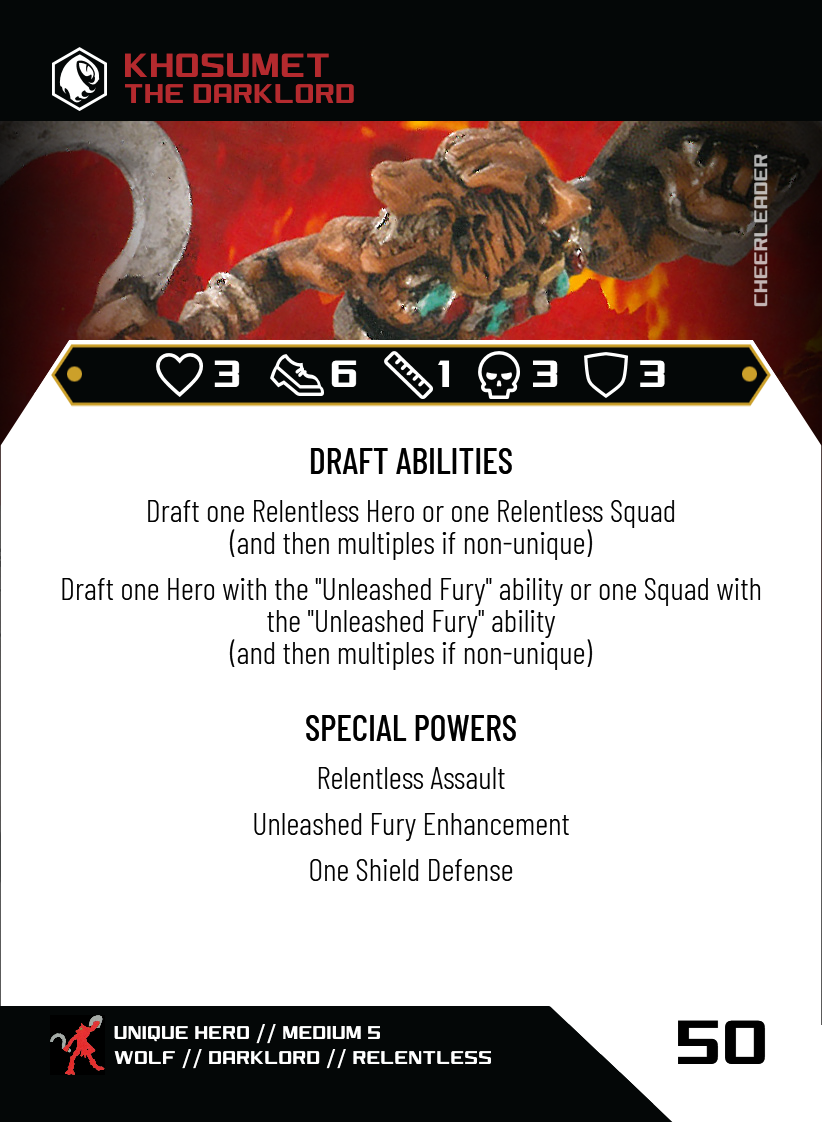 KHOSUMET
THE DARKLORD
CHEERLEADER
3 6 1 3 3
DRAFT ABILITIES
Draft one Relentless Hero or one Relentless Squad
(and then multiples if non-unique)
Draft one Hero with the "Unleashed Fury" ability or one Squad with
the "Unleashed Fury" ability
(and then multiples if non-unique)
SPECIAL POWERS
Relentless Assault
Unleashed Fury Enhancement
One Shield Defense
UNIQUE HERO // MEDIUM 5
WOLF // DARKLORD // RELENTLESS
50